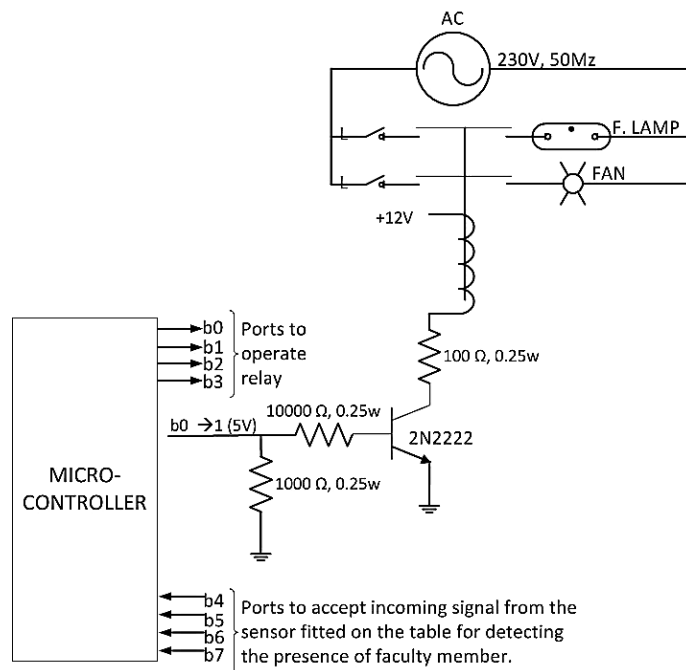 AC
230V, 50Mz
F. LAMP
FAN
+12V
100 Ω, 0.25w
b0
b1
b2
b3
Ports to
operate
relay
b0 →1 (5V)
10000 Ω, 0.25w
2N2222
1000 Ω, 0.25w
MICRO-
CONTROLLER
b4
b5
b6
b7
Ports to accept incoming signal from the
sensor fitted on the table for detecting
the presence of faculty member.